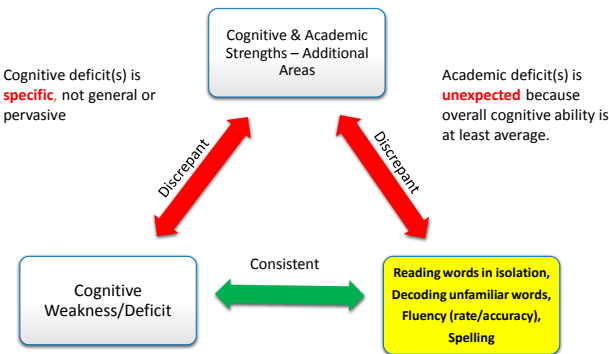 Cognitive & Academic
Strengths – Additional
Areas
Cognitive deficit(s) is
specific, not general or
pervasive
Academic deficit(s) is
unexpected because
overall cognitive ability is
at least average.
Discrepant
Discrepant
Consistent
Cognitive
Weakness/Deficit
Reading words in isolation,
Decoding unfamiliar words,
Fluency (rate/accuracy),
Spelling